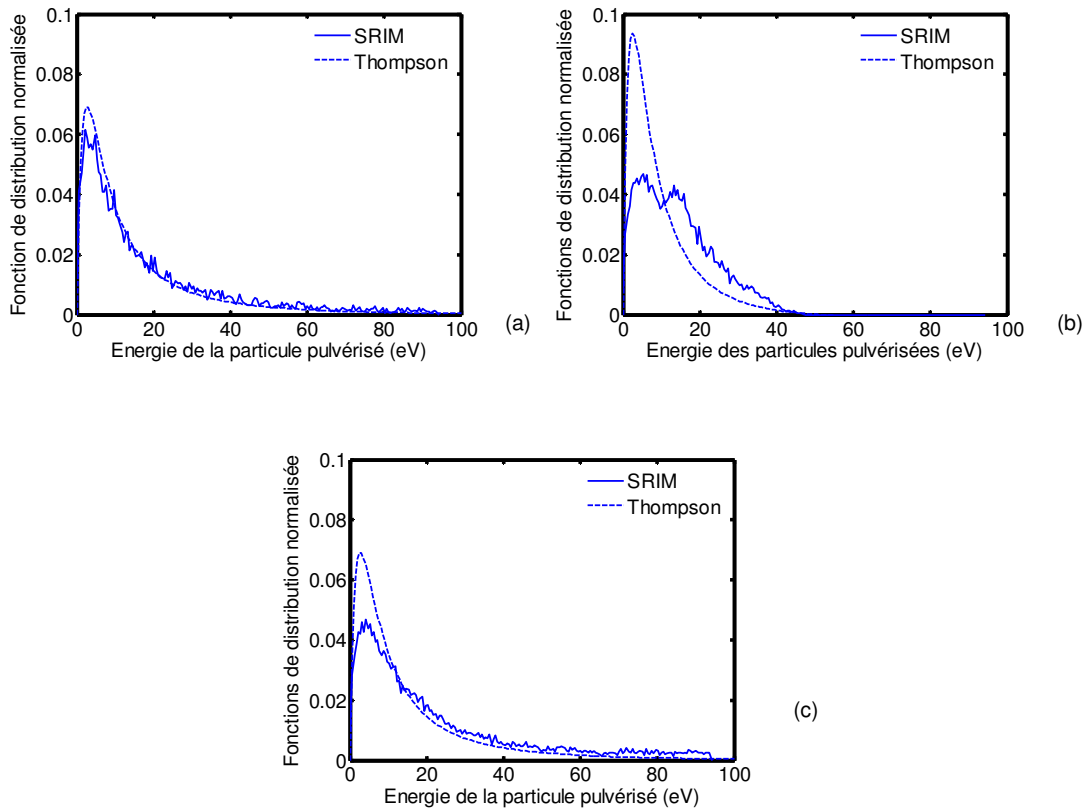 Fonction de distribution normalisée
0.1
0.08
0.06
0.04
0.02
0
0
20
40
60
80
100
SRIM
Thompson
Energie de la particule pulvérisé (eV)
(a)
Fonctions de distribution normalisée
0.1
0.08
0.06
0.04
0.02
0
0
20
40
60
80
100
SRIM
Thompson
Energie des particules pulvérisées (eV)
(b)
Fonctions de distribution normalisée
0.1
0.08
0.06
0.04
0.02
0
0
20
40
60
80
100
SRIM
Thompson
Energie de la particule pulvérisé (eV)
(c)